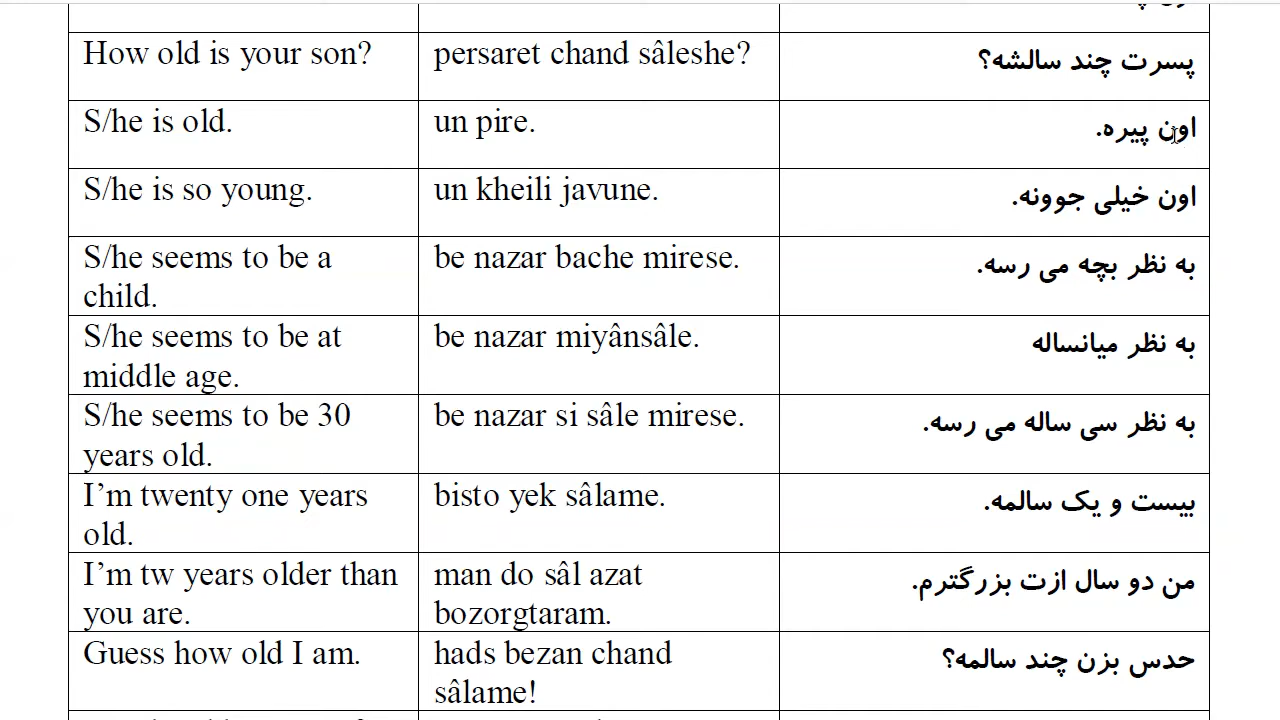 How old is your son? persaret chand sâleshe? پسرت چند سالشه؟
S/he is old. un pire. اون پیره.
S/he is so young. un kheili javune. اون خیلی جوونه.
S/he seems to be a be nazar bache mirese. به نظر بچه می رسه.
child.
S/he seems to be at be nazar miyânsâle. به نظر میانساله
middle age.
S/he seems to be 30 be nazar si sâle mirese. به نظر سی ساله می رسه.
years old.
I’m twenty one years bisto yek sâlame. بیست و یک سالمه.
old.
I’m tw years older than man do sâl azat من دو سال ازت بزرگترم.
you are. bozorgtaram.
Guess how old I am. hads bezan chand حدس بزن چند سالمه؟
sâlame!